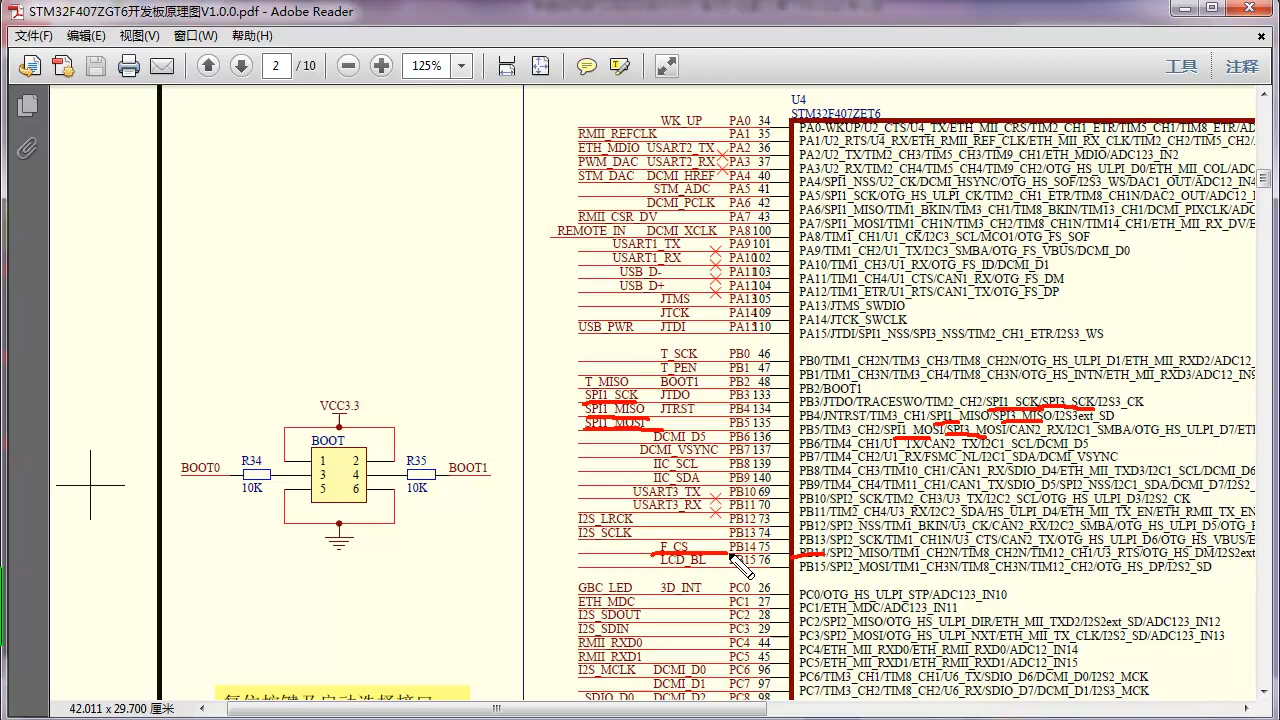 STM32F407ZGT6开发板原理图V1.0.0.pdf - Adobe Reader
文件(F) 编辑(E) 视图(V) 窗口(W) 帮助(H)
2 / 10 125% 工具 注释
U4
STM32F407ZET6
WK_UP PA0 34 PA0-WKUP/U2_CTS/U4_TX/ETH_MII_CRS/TIM2_CH1_ETR/TIM5_CH1/TIM8_ETR/AD
RMII_REFCLK PA1 35 PA1/U2_RTS/U4_RX/ETH_RMII_REF_CLK/ETH_MII_RX_CLK/TIM2_CH2/TIM5_CH2/
ETH_MDIO USART2_TX PA2 36 PA2/U2_TX/TIM2_CH3/TIM5_CH3/TIM9_CH1/ETH_MDIO/ADC123_IN2
PWM_DAC USART2_RX PA3 37 PA3/U2_RX/TIM2_CH4/TIM5_CH4/TIM9_CH2/OTG_HS_ULPI_D0/ETH_MII_COL/ADC123
STM_DAC DCMI_HREF PA4 40 PA4/SPI1_NSS/U2_CK/DCMI_HSYNC/OTG_HS_SOF/I2S3_WS/DAC1_OUT/ADC12_IN4
STM_ADC PA5 41 PA5/SPI1_SCK/OTG_HS_ULPI_CK/TIM2_CH1_ETR/TIM8_CH1N/DAC2_OUT/ADC12_IN
DCMI_PCLK PA6 42 PA6/SPI1_MISO/TIM1_BKIN/TIM3_CH1/TIM8_BKIN/TIM13_CH1/DCMI_PIXCLK/ADC12
RMII_CSR_DV PA7 43 PA7/SPI1_MOSI/TIM1_CH1N/TIM3_CH2/TIM8_CH1N/TIM14_CH1/ETH_MII_RX_DV/E
REMOTE_IN DCMI_XCLK PA8 100 PA8/TIM1_CH1/U1_CK/I2C3_SCL/MCO1/OTG_FS_SOF
USART1_TX PA9 101 PA9/TIM1_CH2/U1_TX/I2C3_SMBA/OTG_FS_VBUS/DCMI_D0
USART1_RX PA10 102 PA10/TIM1_CH3/U1_RX/OTG_FS_ID/DCMI_D1
USB_D- PA11 103 PA11/TIM1_CH4/U1_CTS/CAN1_RX/OTG_FS_DM
USB_D+ PA12 104 PA12/TIM1_ETR/U1_RTS/CAN1_TX/OTG_FS_DP
JTMS PA13 105 PA13/JTMS_SWDIO
JTCK PA14 109 PA14/JTCK_SWCLK
USB_PWR JTDI PA15 110 PA15/JTDI/SPI1_NSS/SPI3_NSS/TIM2_CH1_ETR/I2S3_WS
T_SCK PB0 46 PB0/TIM1_CH2N/TIM3_CH3/TIM8_CH2N/OTG_HS_ULPI_D1/ETH_MII_RXD2/ADC12_
T_PEN PB1 47 PB1/TIM1_CH3N/TIM3_CH4/TIM8_CH3N/OTG_HS_INTN/ETH_MII_RXD3/ADC12_IN9
T_MISO BOOT1 PB2 48 PB2/BOOT1
SPI1_SCK JTDO PB3 133 PB3/JTDO/TRACESWO/TIM2_CH2/SPI1_SCK/SPI3_SCK/I2S3_CK
SPI1_MISO JTRST PB4 134 PB4/JNTRST/TIM3_CH1/SPI1_MISO/SPI3_MISO/I2S3ext_SD
SPI1_MOSI PB5 135 PB5/TIM3_CH2/SPI1_MOSI/SPI3_MOSI/CAN2_RX/I2C1_SMBA/OTG_HS_ULPI_D7/ET
DCMI_D5 PB6 136 PB6/TIM4_CH1/U1_TX/CAN2_TX/I2C1_SCL/DCMI_D5
DCMI_VSYNC PB7 137 PB7/TIM4_CH2/U1_RX/FSMC_NL/I2C1_SDA/DCMI_VSYNC
IIC_SCL PB8 139 PB8/TIM4_CH3/TIM10_CH1/CAN1_RX/SDIO_D4/ETH_MII_TXD3/I2C1_SCL/DCMI_D6
IIC_SDA PB9 140 PB9/TIM4_CH4/TIM11_CH1/CAN1_TX/SDIO_D5/SPI2_NSS/I2C1_SDA/DCMI_D7/I2S2
USART3_TX PB10 69 PB10/SPI2_SCK/TIM2_CH3/U3_TX/I2C2_SCL/OTG_HS_ULPI_D3/I2S2_CK
USART3_RX PB11 70 PB11/TIM2_CH4/U3_RX/I2C2_SDA/HS_ULPI_D4/ETH_MII_TX_EN/ETH_RMII_TX_EN
I2S_LRCK PB12 73 PB12/SPI2_NSS/TIM1_BKIN/U3_CK/CAN2_RX/I2C2_SMBA/OTG_HS_ULPI_D5/OTG
I2S_SCLK PB13 74 PB13/SPI2_SCK/TIM1_CH1N/U3_CTS/CAN2_TX/OTG_HS_ULPI_D6/OTG_HS_VBUS/
F_CS PB14 75 PB14/SPI2_MISO/TIM1_CH2N/TIM8_CH2N/TIM12_CH1/U3_RTS/OTG_HS_DM/I2S2ext
LCD_BL 76 PB15/SPI2_MOSI/TIM1_CH3N/TIM8_CH3N/TIM12_CH2/OTG_HS_DP/I2S2_SD
GBC_LED 3D_INT PC0 26 PC0/OTG_HS_ULPI_STP/ADC123_IN10
ETH_MDC PC1 27 PC1/ETH_MDC/ADC123_IN11
I2S_SDOUT PC2 28 PC2/SPI2_MISO/OTG_HS_ULPI_DIR/ETH_MII_TXD2/I2S2ext_SD/ADC123_IN12
I2S_SDIN PC3 29 PC3/SPI2_MOSI/OTG_HS_ULPI_NXT/ETH_MII_TX_CLK/I2S2_SD/ADC123_IN13
RMII_RXD0 PC4 44 PC4/ETH_RMII_RXD0/ADC12_IN14
RMII_RXD1 PC5 45 PC5/ETH_RMII_RXD1/ADC12_IN15
I2S_MCLK DCMI_D0 PC6 96 PC6/TIM3_CH1/TIM8_CH1/U6_TX/SDIO_D6/DCMI_D0/I2S2_MCK
DCMI_D1 PC7 97 PC7/TIM3_CH2/TIM8_CH2/U6_RX/SDIO_D7/DCMI_D1/I2S3_MCK
SDIO_D0 DCMI_D2 PC8 98
VCC3.3
BOOT
BOOT0 R34 10K 1 2 3 4 5 6 R35 10K BOOT1
复位按键及启动选择接口
42.011 x 29.700 厘米